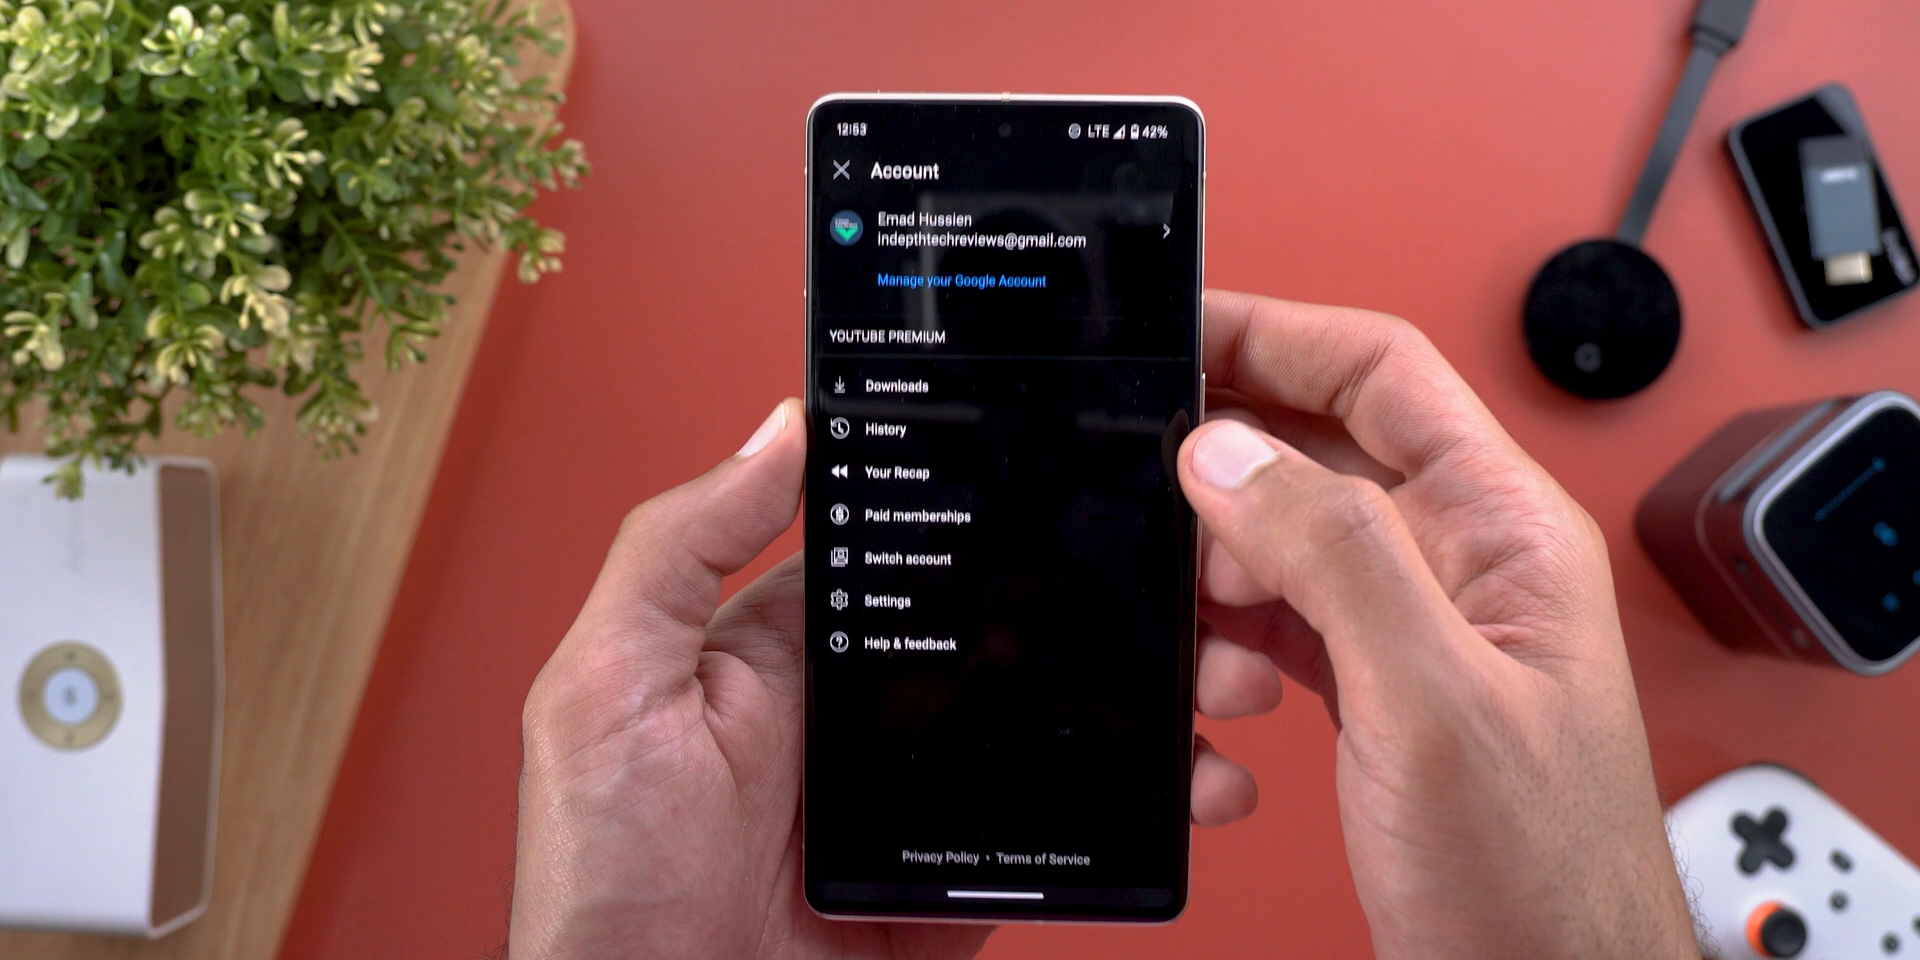 12:53
LTE 42%
Account
Emad Hussien
indepthtechreviews@gmail.com
Manage your Google Account
YOUTUBE PREMIUM
Downloads
History
Your Recap
Paid memberships
Switch account
Settings
Help & feedback
Privacy Policy • Terms of Service
G